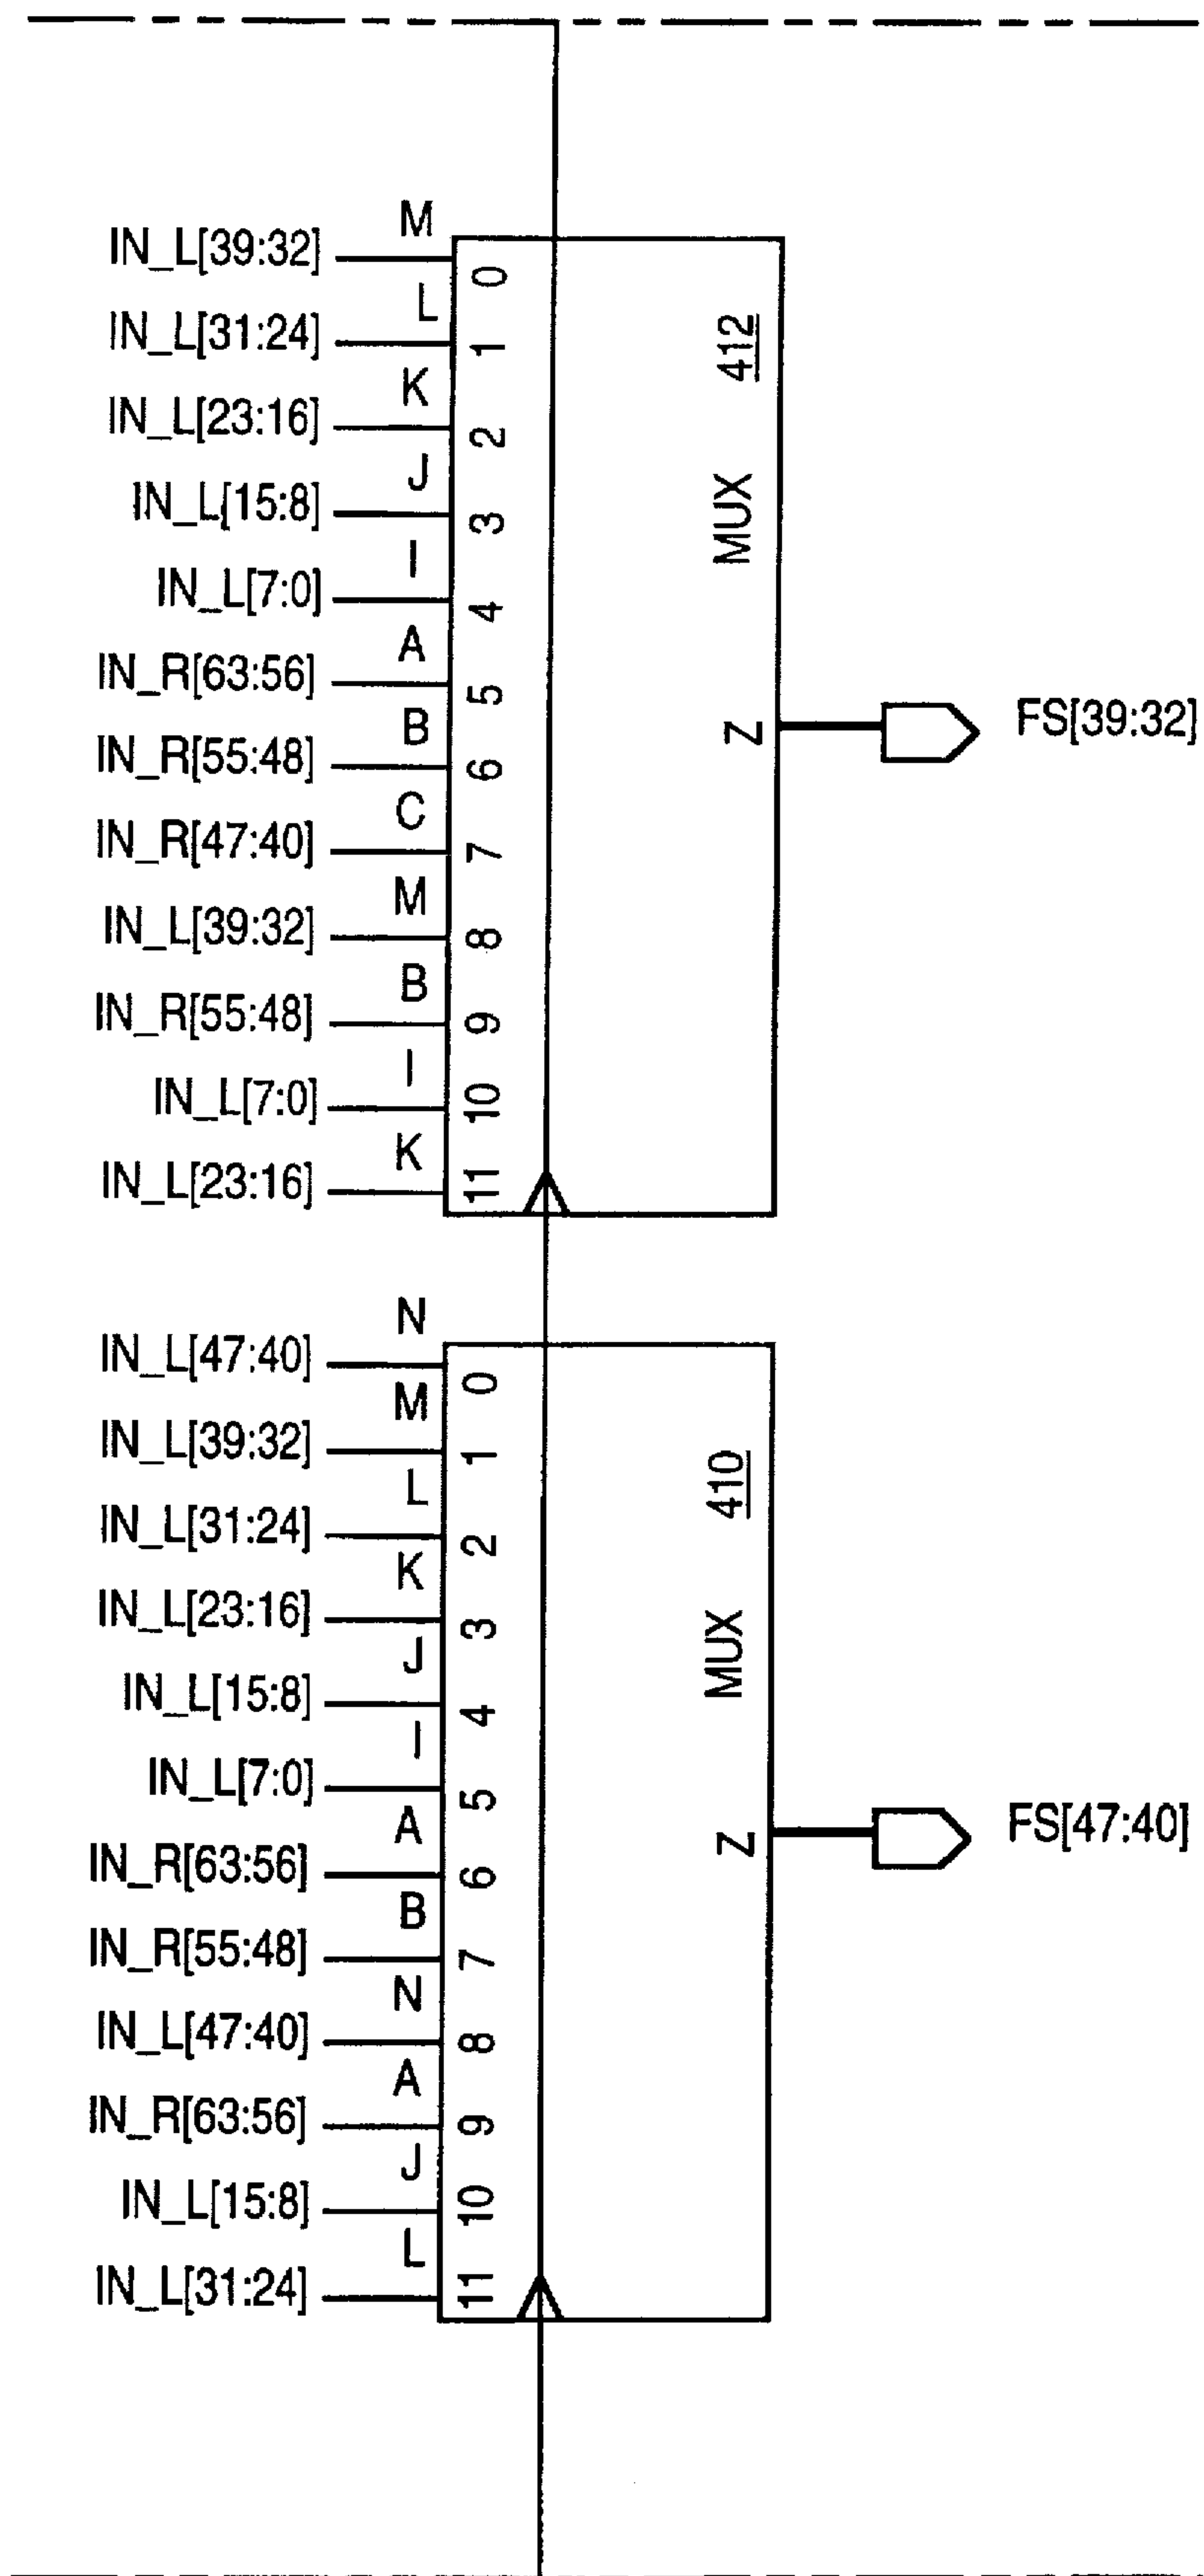 M
IN_L[39:32] 0
L
IN_L[31:24] 1
K
IN_L[23:16] 2
J
IN_L[15:8] 3
I
IN_L[7:0] 4
A
IN_R[63:56] 5
B
IN_R[55:48] 6
C
IN_R[47:40] 7
M
IN_L[39:32] 8
B
IN_R[55:48] 9
I
IN_L[7:0] 10
K
IN_L[23:16] 11
412
MUX
Z
FS[39:32]
N
IN_L[47:40] 0
M
IN_L[39:32] 1
L
IN_L[31:24] 2
K
IN_L[23:16] 3
J
IN_L[15:8] 4
I
IN_L[7:0] 5
A
IN_R[63:56] 6
B
IN_R[55:48] 7
N
IN_L[47:40] 8
A
IN_R[63:56] 9
J
IN_L[15:8] 10
L
IN_L[31:24] 11
410
MUX
Z
FS[47:40]